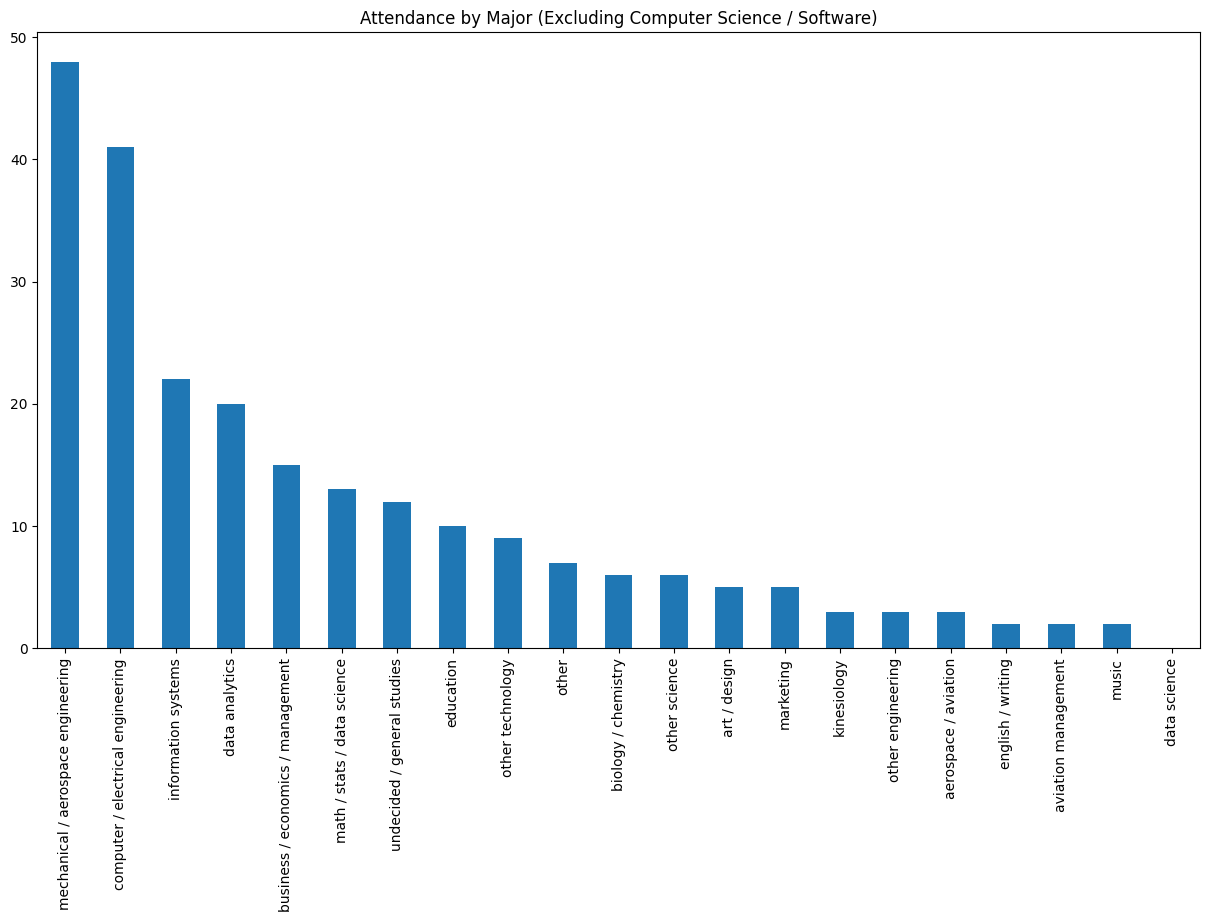 Attendance by Major (Excluding Computer Science / Software)
50
40
30
20
10
0
mechanical / aerospace engineering
computer / electrical engineering
information systems
data analytics
business / economics / management
math / stats / data science
undecided / general studies
education
other technology
other
biology / chemistry
other science
art / design
marketing
kinesiology
other engineering
aerospace / aviation
english / writing
aviation management
music
data science